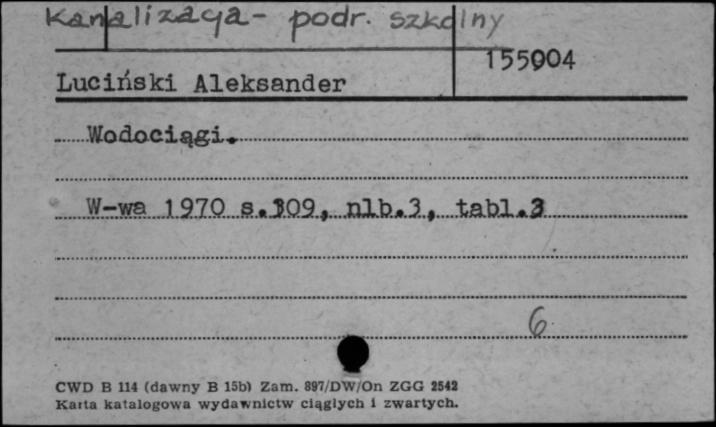 Kanalizacja - podr. szkolny
155904
Luciński Aleksander
Wodociągi.
W-wa 1970 s.309, nlb.3, tabl.3
6
CWD B 114 (dawny B 15b) Zam. 897/DW/On ZGG 2542
Karta katalogowa wydawnictw ciągłych i zwartych.